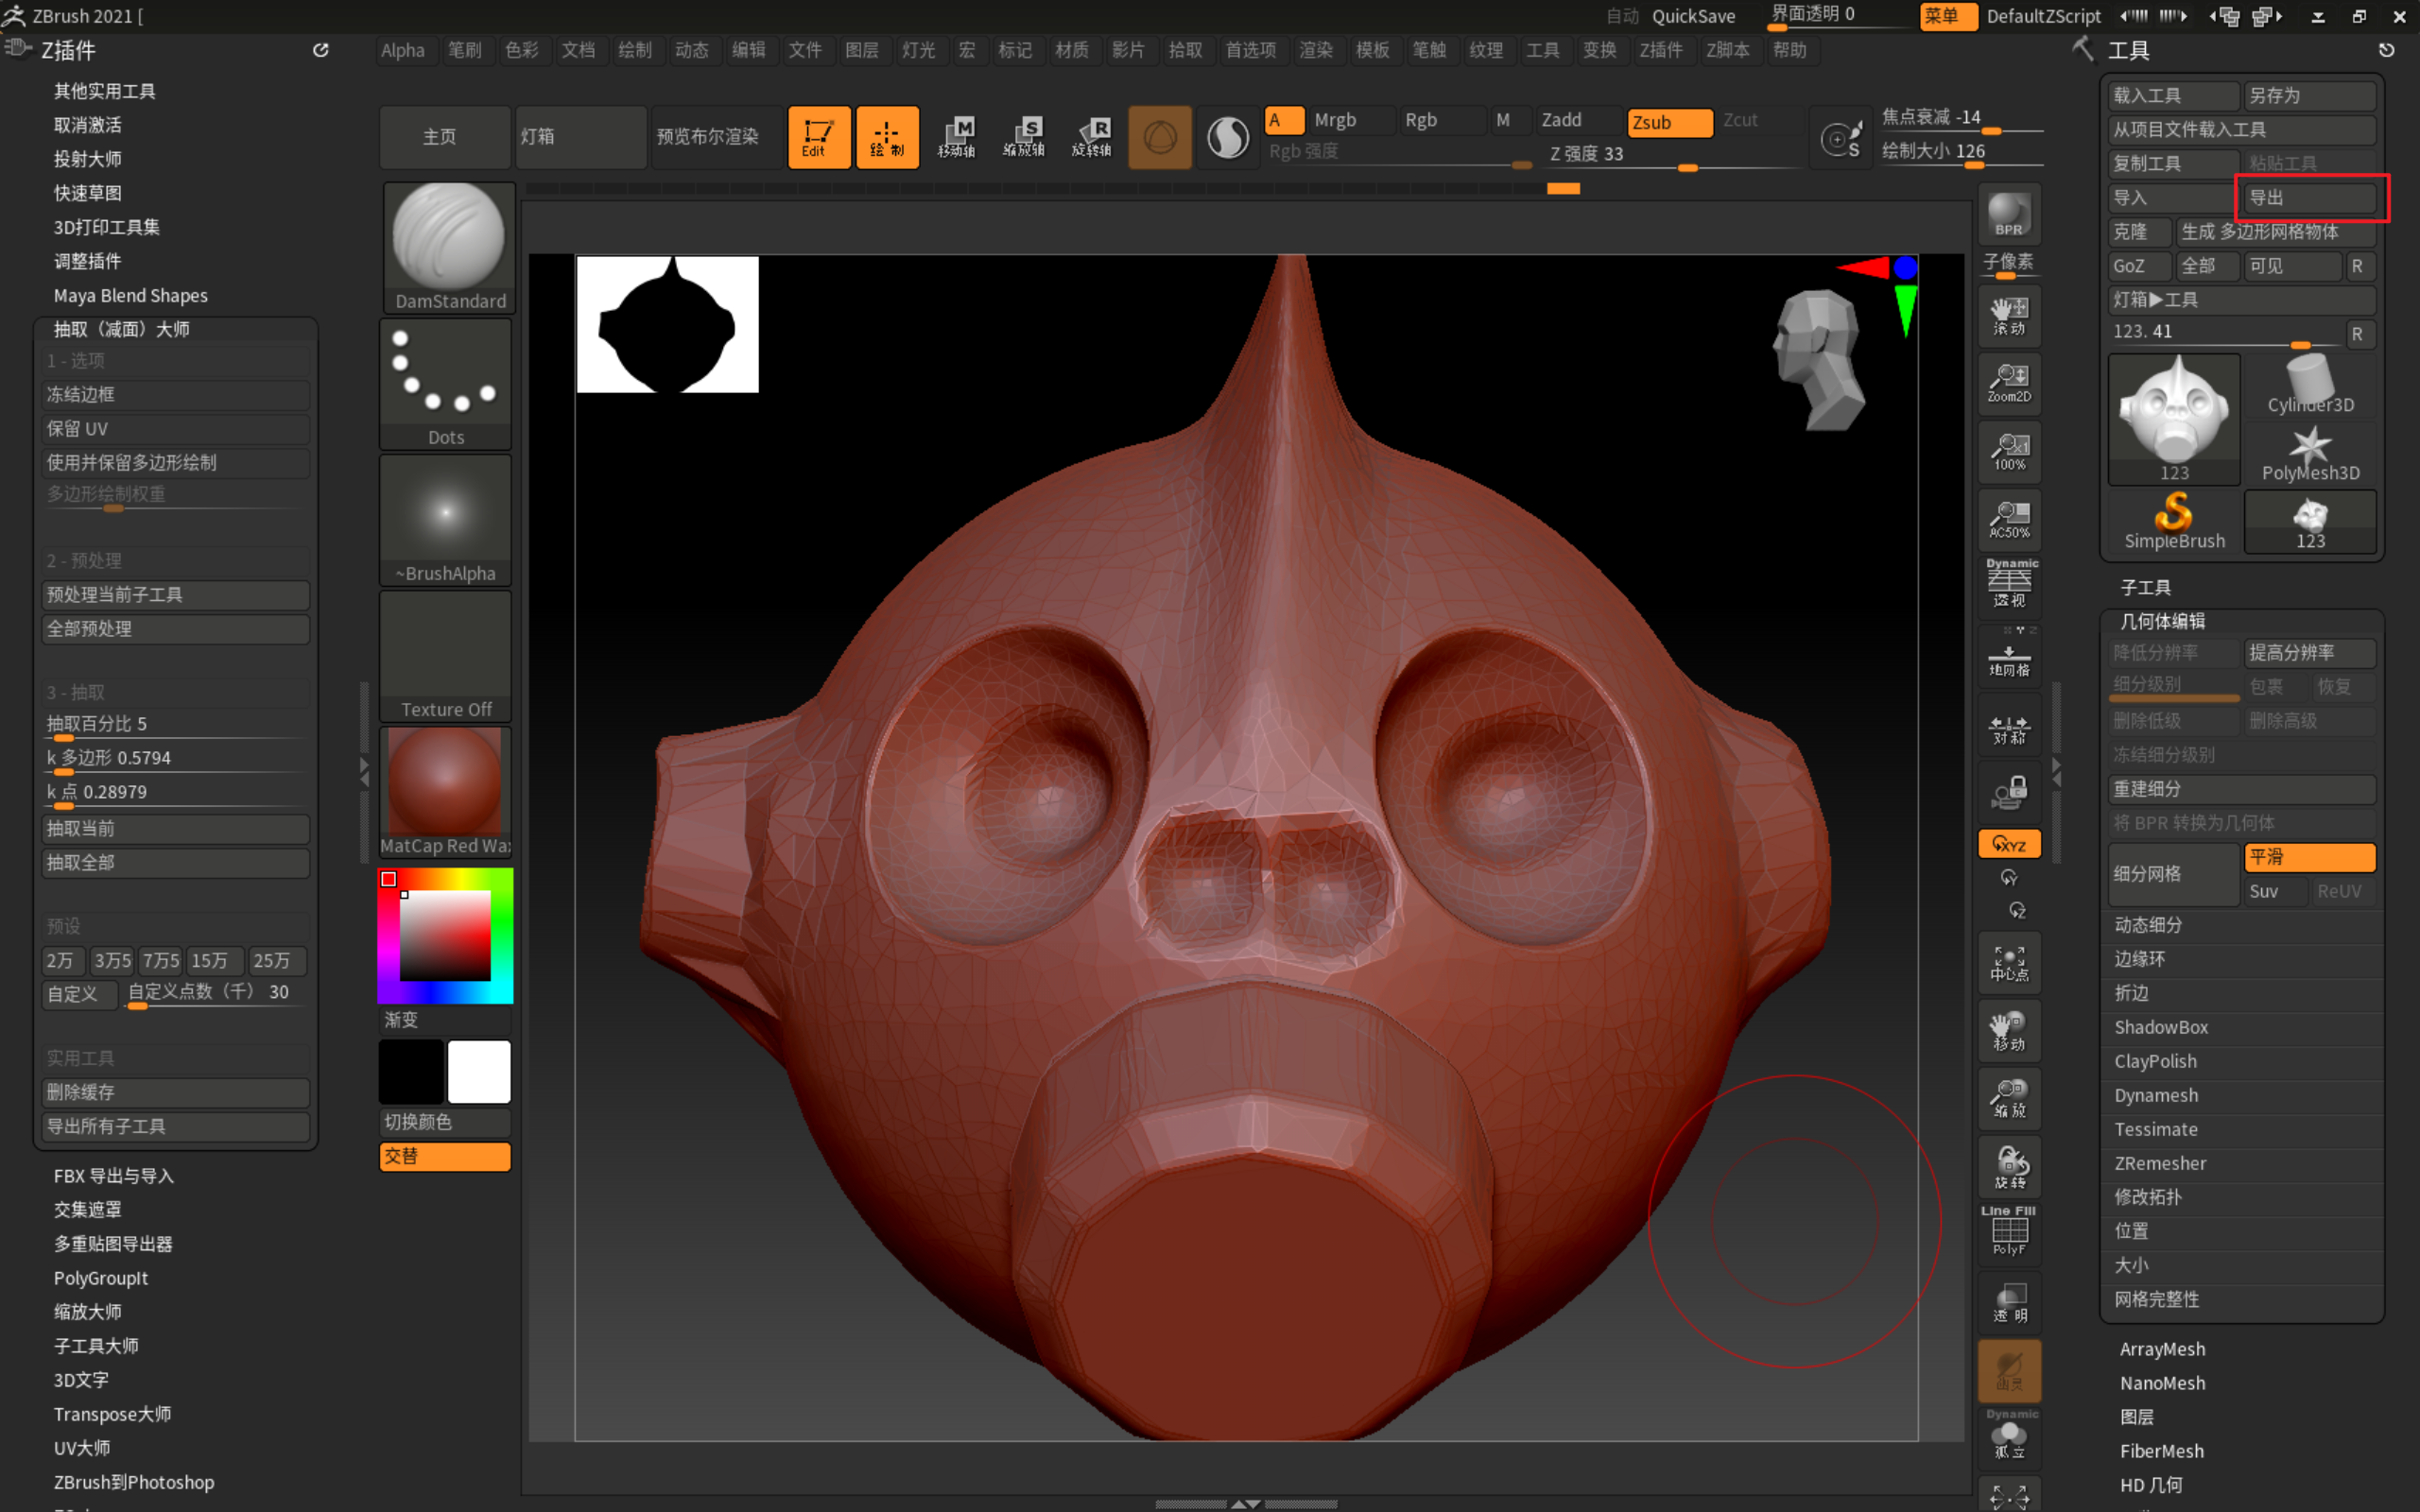 ZBrush 2021 [
自动 QuickSave 界面透明 0 菜单 DefaultZScript
Z插件
Alpha 笔刷 色彩 文档 绘制 动态 编辑 文件 图层 灯光 宏 标记 材质 影片 拾取 首选项 渲染 模板 笔触 纹理 工具 变换 Z插件 Z脚本 帮助
工具
其他实用工具
取消激活
投射大师
快速草图
3D打印工具集
调整插件
Maya Blend Shapes
抽取（减面）大师
1 - 选项
冻结边框
保留 UV
使用并保留多边形绘制
多边形绘制权重
2 - 预处理
预处理当前子工具
全部预处理
3 - 抽取
抽取百分比 5
k 多边形 0.5794
k 点 0.28979
抽取当前
抽取全部
预设
2万 3万5 7万5 15万 25万
自定义 自定义点数（千） 30
实用工具
删除缓存
导出所有子工具
FBX 导出与导入
交集遮罩
多重贴图导出器
PolyGroupIt
缩放大师
子工具大师
3D文字
Transpose大师
UV大师
ZBrush到Photoshop
主页 灯箱 预览布尔渲染 Edit 绘制 M 移动轴 S 缩放轴 R 旋转轴
A Mrgb Rgb M Zadd Zsub Zcut
Rgb 强度 Z 强度 33
S
焦点衰减 -14
绘制大小 126
DamStandard
Dots
~BrushAlpha
Texture Off
MatCap Red Wa
渐变
切换颜色
交替
BPR
子像素
滚动
Zoom2D
100%
AC50%
Dynamic
透视
地网格
对称
XYZ
Y
Z
中心点
移动
缩放
旋转
Line Fill
PolyF
透明
幽灵
Dynamic
孤立
载入工具 另存为
从项目文件载入工具
复制工具 粘贴工具
导入 导出
克隆 生成 多边形网格物体
GoZ 全部 可见 R
灯箱▶工具
123. 41 R
123
Cylinder3D
PolyMesh3D
SimpleBrush
123
子工具
几何体编辑
降低分辨率 提高分辨率
细分级别 包裹 恢复
删除低级 删除高级
冻结细分级别
重建细分
将 BPR 转换为几何体
细分网格 平滑
Suv ReUV
动态细分
边缘环
折边
ShadowBox
ClayPolish
Dynamesh
Tessimate
ZRemesher
修改拓扑
位置
大小
网格完整性
ArrayMesh
NanoMesh
图层
FiberMesh
HD 几何